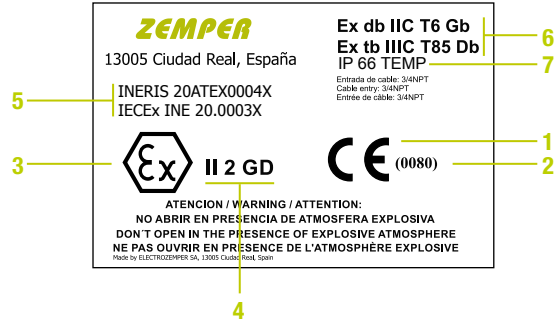 ZEMPER
13005 Ciudad Real, España
Ex db IIC T6 Gb
Ex tb IIIC T85 Db
IP 66 TEMP
Entrada de cable: 3/4NPT
Cable entry: 3/4NPT
Entrée de câble: 3/4NPT
6
7
5
INERIS 20ATEX0004X
IECEx INE 20.0003X
3
Ex
II 2 GD
CE (0080)
1
2
ATENCION / WARNING / ATTENTION:
NO ABRIR EN PRESENCIA DE ATMOSFERA EXPLOSIVA
DON´T OPEN IN THE PRESENCE OF EXPLOSIVE ATMOSPHERE
NE PAS OUVRIR EN PRESENCE DE L'ATMOSPHÈRE EXPLOSIVE
Made by ELECTROZEMPER SA, 13005 Ciudad Real, Spain
4